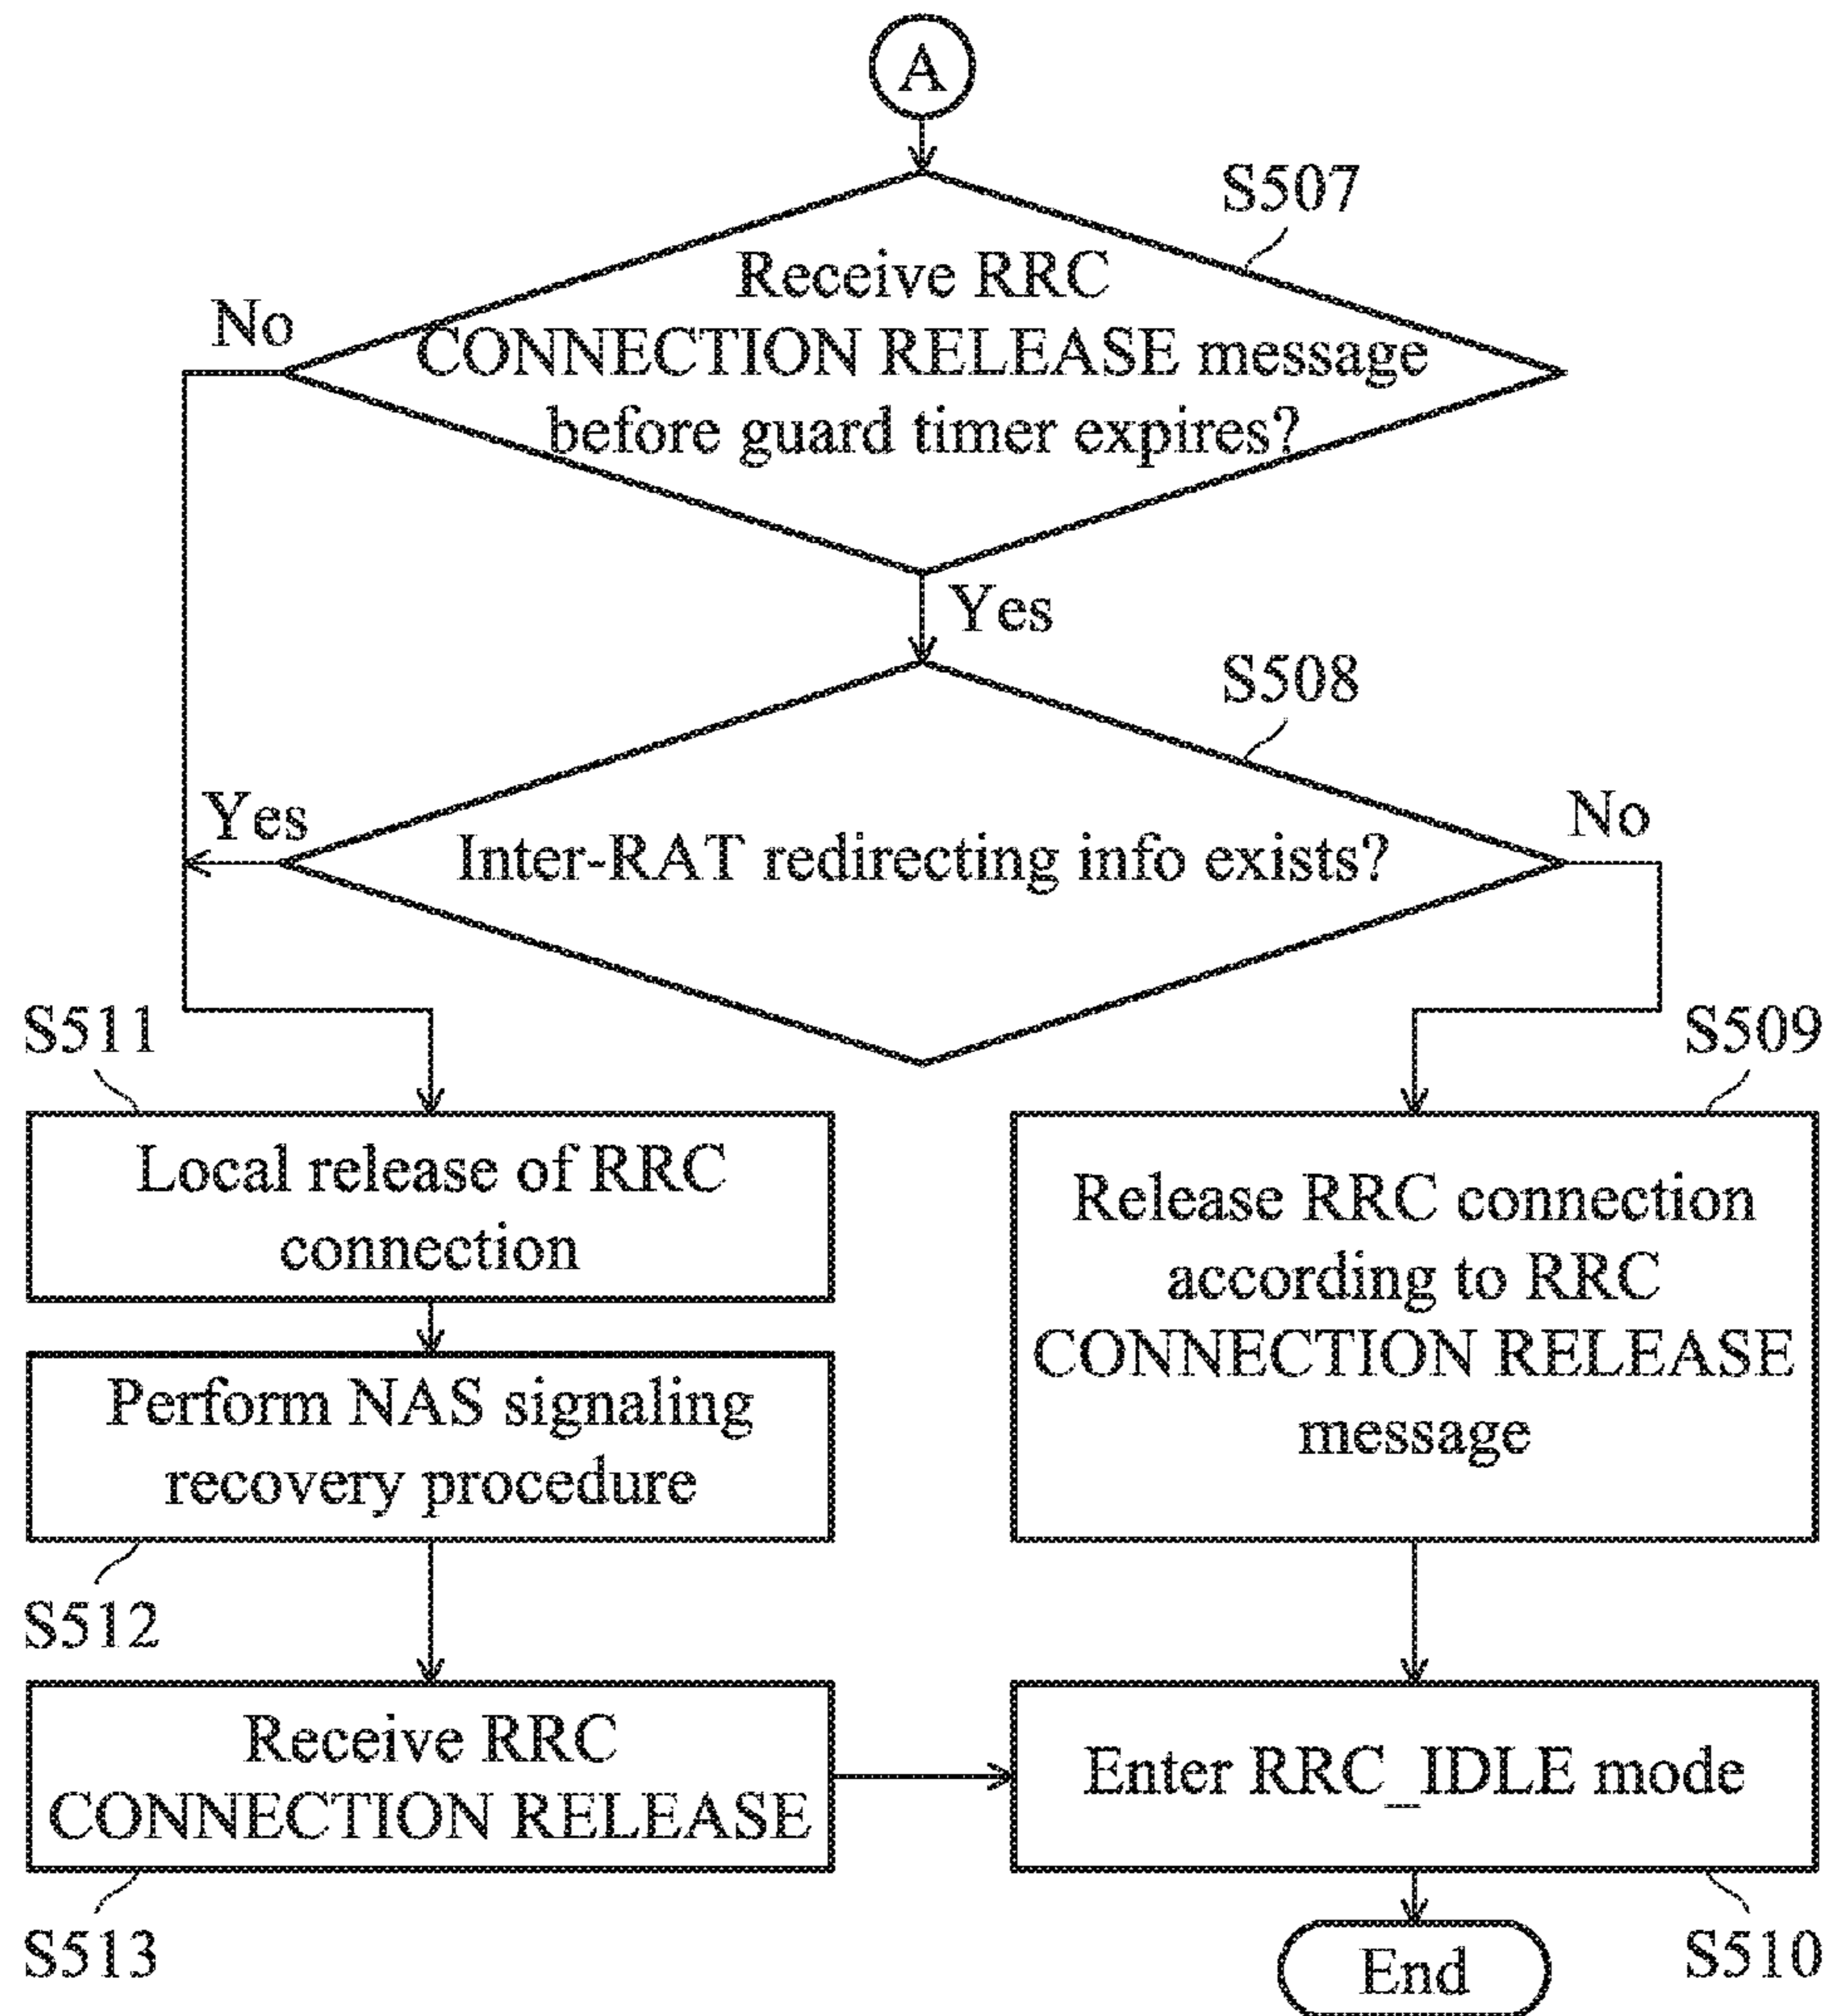 A
S507
Receive RRC
CONNECTION RELEASE message
before guard timer expires?
No
Yes
S508
Inter-RAT redirecting info exists?
Yes
No
S511
Local release of RRC
connection
S509
Release RRC connection
according to RRC
CONNECTION RELEASE
message
Perform NAS signaling
recovery procedure
S512
Receive RRC
CONNECTION RELEASE
S513
Enter RRC_IDLE mode
S510
End